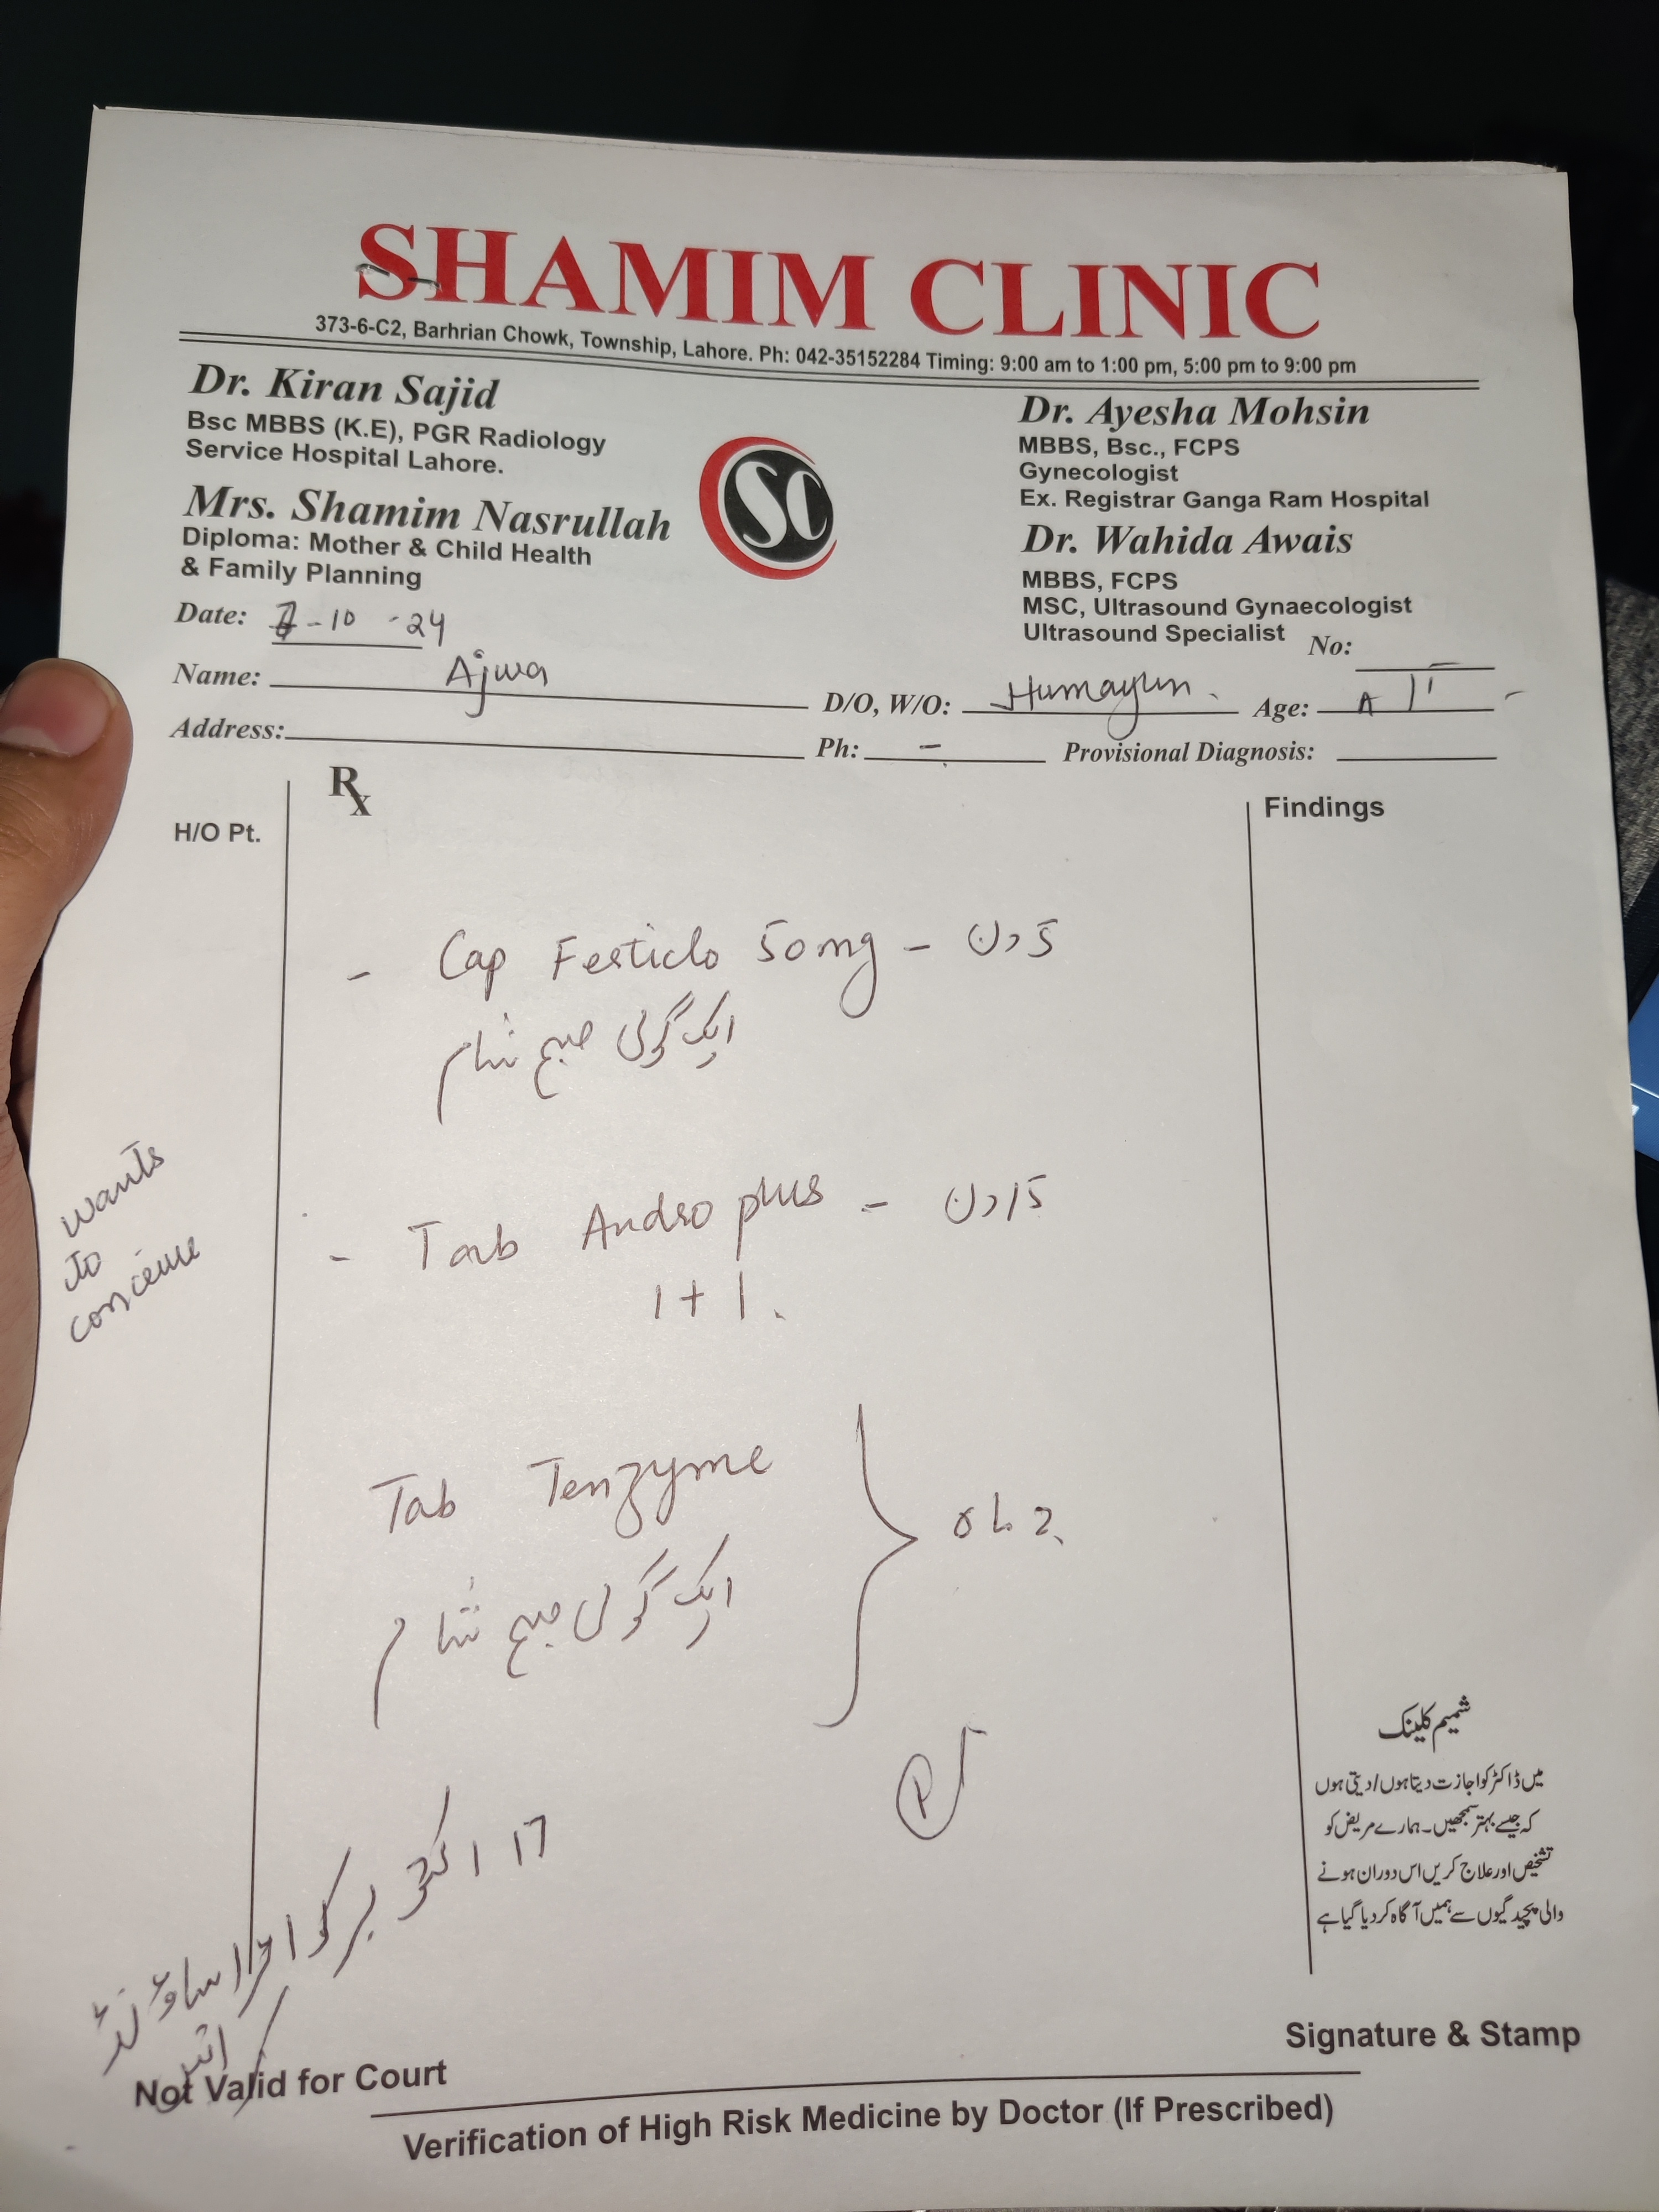 SHAMIM CLINIC
373-6-C2, Barhrian Chowk, Township, Lahore. Ph: 042-35152284 Timing: 9:00 am to 1:00 pm, 5:00 pm to 9:00 pm
Dr. Kiran Sajid
Bsc MBBS (K.E), PGR Radiology
Service Hospital Lahore.
Mrs. Shamim Nasrullah
Diploma: Mother & Child Health
& Family Planning
SC
Dr. Ayesha Mohsin
MBBS, Bsc., FCPS
Gynecologist
Ex. Registrar Ganga Ram Hospital
Dr. Wahida Awais
MBBS, FCPS
MSC, Ultrasound Gynaecologist
Ultrasound Specialist
No:
Date: -10-24
Name: Ajwa D/O, W/O: Humayun. Age:
Address: Ph: - Provisional Diagnosis:
Rx
H/O Pt.
Findings
- Cap 50mg - 5 دن
ایک گولی صبح شام
wants
to
conceive
- Tab Andro plus - 15 دن
1 + 1.
Tab Tenzyme } 2 ماہ
ایک گولی صبح شام
17 اکتوبر کو الٹراساؤنڈ
شمیم کلینک
میں ڈاکٹر کو اجازت دیتا ہوں/دیتی ہوں
کہ جیسے بہتر سمجھیں۔ ہمارے مریض کو
تشخیص اور علاج کریں اس دوران ہونے
والی پیچیدگیوں سے ہمیں آگاہ کر دیا گیا ہے
Signature & Stamp
Not Valid for Court
Verification of High Risk Medicine by Doctor (If Prescribed)